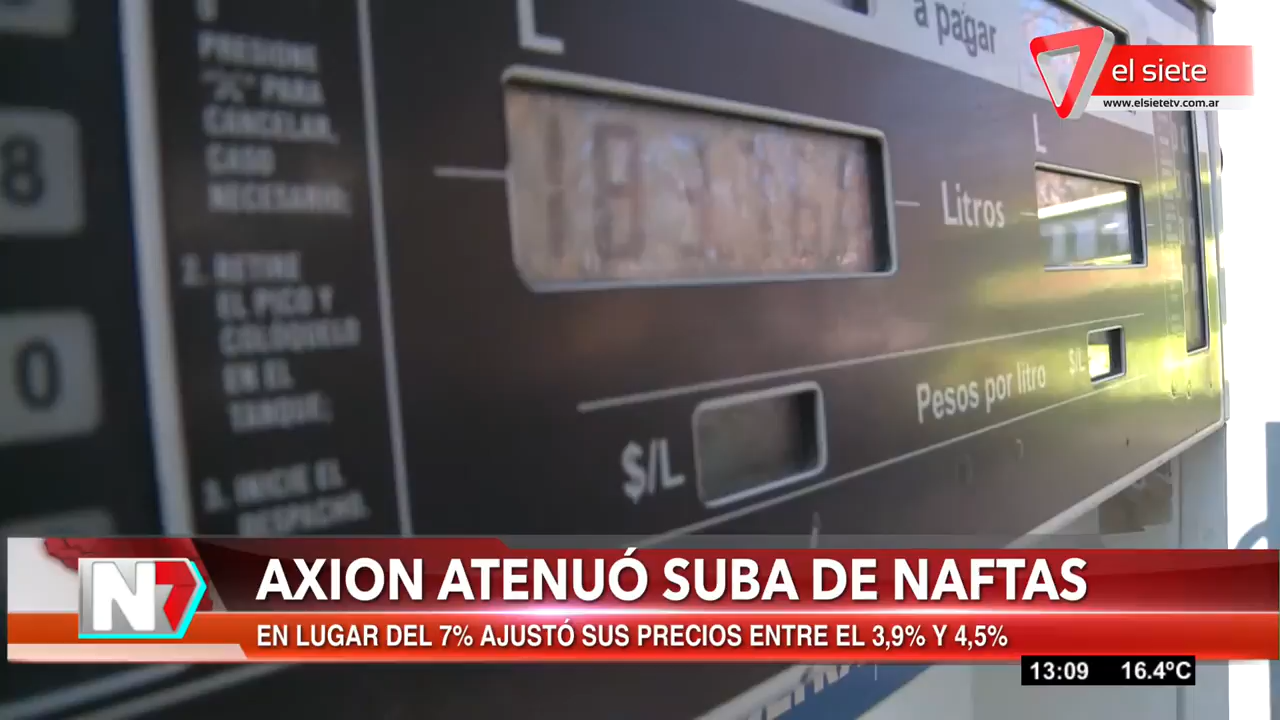 L
a pagar
el siete
www.elsietetv.com.ar
PRESIONE
PARA
CANCELAR,
CASO
NECESARIO:
8
L
Litros
2. RETIRE
EL PICO Y
COLÓQUELO
EN EL
TANQUE:
0
Pesos por litro
$/L
$/L
3. INICIE EL
DESPACHO.
N7
AXION ATENUÓ SUBA DE NAFTAS
EN LUGAR DEL 7% AJUSTÓ SUS PRECIOS ENTRE EL 3,9% Y 4,5%
13:09 16.4°C